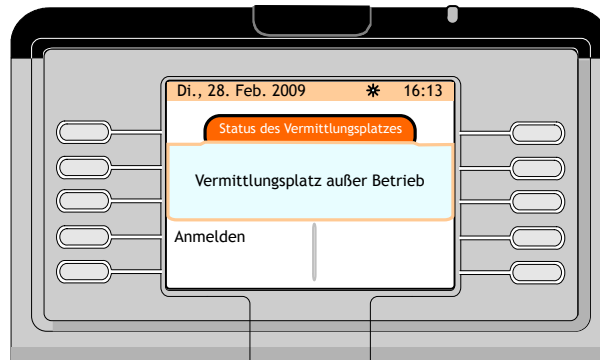 Di., 28. Feb. 2009 16:13
Status des Vermittlungsplatzes
Vermittlungsplatz außer Betrieb
Anmelden